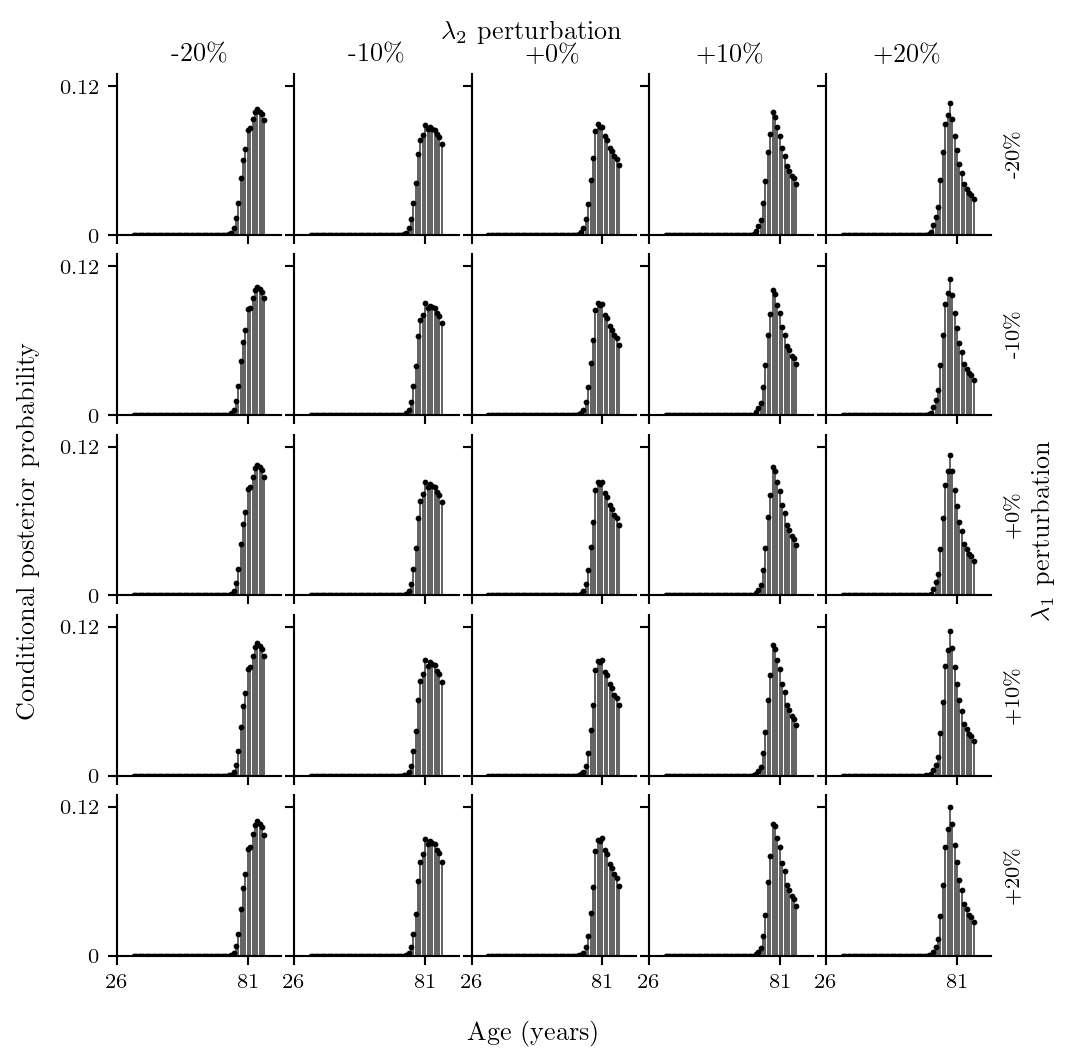 λ₂ perturbation
-20% -10% +0% +10% +20%
0.12
0
-20%
0.12
0
-10%
0.12
0
+0%
0.12
0
+10%
0.12
0
+20%
26 81 26 81 26 81 26 81 26 81
Age (years)
Conditional posterior probability
λ₁ perturbation